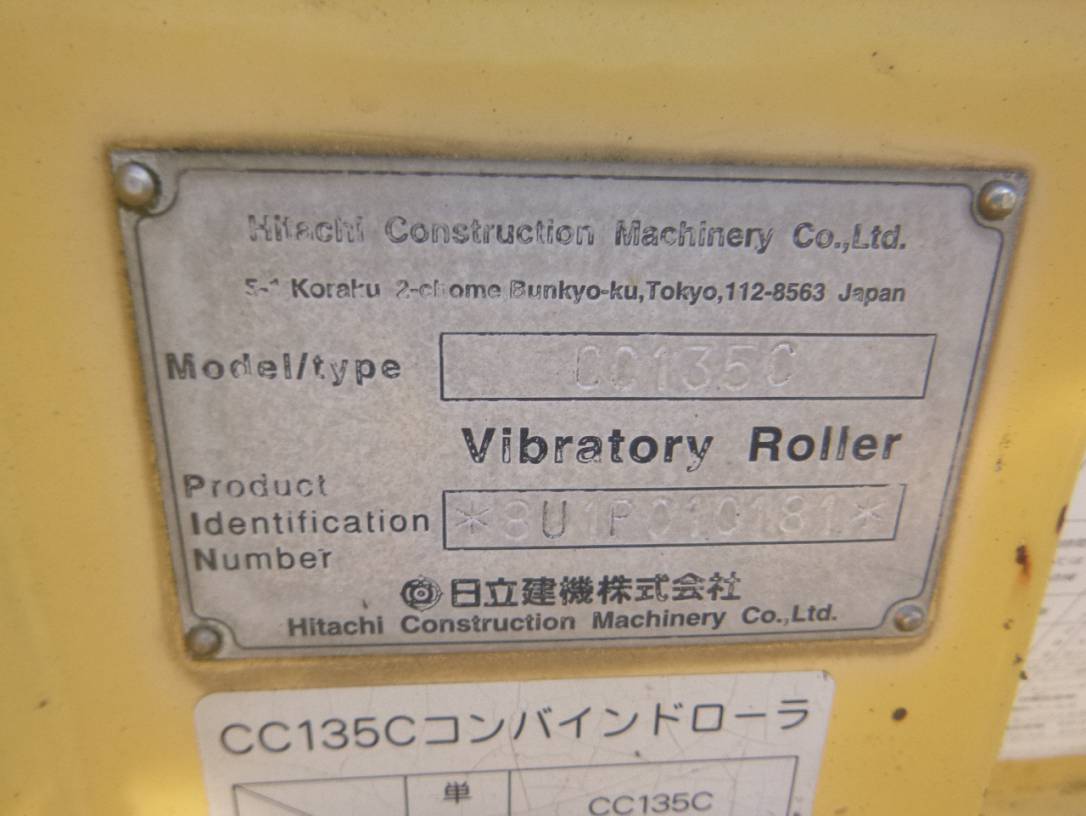 Hitachi Construction Machinery Co.,Ltd.
5-1 Koraku 2-chome, Bunkyo-ku, Tokyo, 112-8563 Japan
Model/type CC135C
Vibratory Roller
Product
Identification
Number
*8U1P010181*
日立建機株式会社
Hitachi Construction Machinery Co.,Ltd.
CC135Cコンバインドローラ
単 CC135C